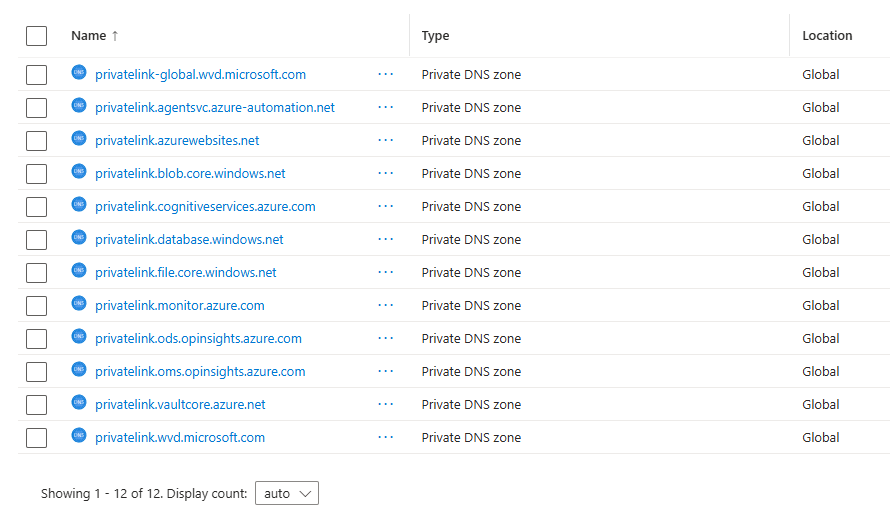 Name ↑ Type Location
privatelink-global.wvd.microsoft.com ... Private DNS zone Global
privatelink.agentsvc.azure-automation.net ... Private DNS zone Global
privatelink.azurewebsites.net ... Private DNS zone Global
privatelink.blob.core.windows.net ... Private DNS zone Global
privatelink.cognitiveservices.azure.com ... Private DNS zone Global
privatelink.database.windows.net ... Private DNS zone Global
privatelink.file.core.windows.net ... Private DNS zone Global
privatelink.monitor.azure.com ... Private DNS zone Global
privatelink.ods.opinsights.azure.com ... Private DNS zone Global
privatelink.oms.opinsights.azure.com ... Private DNS zone Global
privatelink.vaultcore.azure.net ... Private DNS zone Global
privatelink.wvd.microsoft.com ... Private DNS zone Global
Showing 1 - 12 of 12. Display count: auto